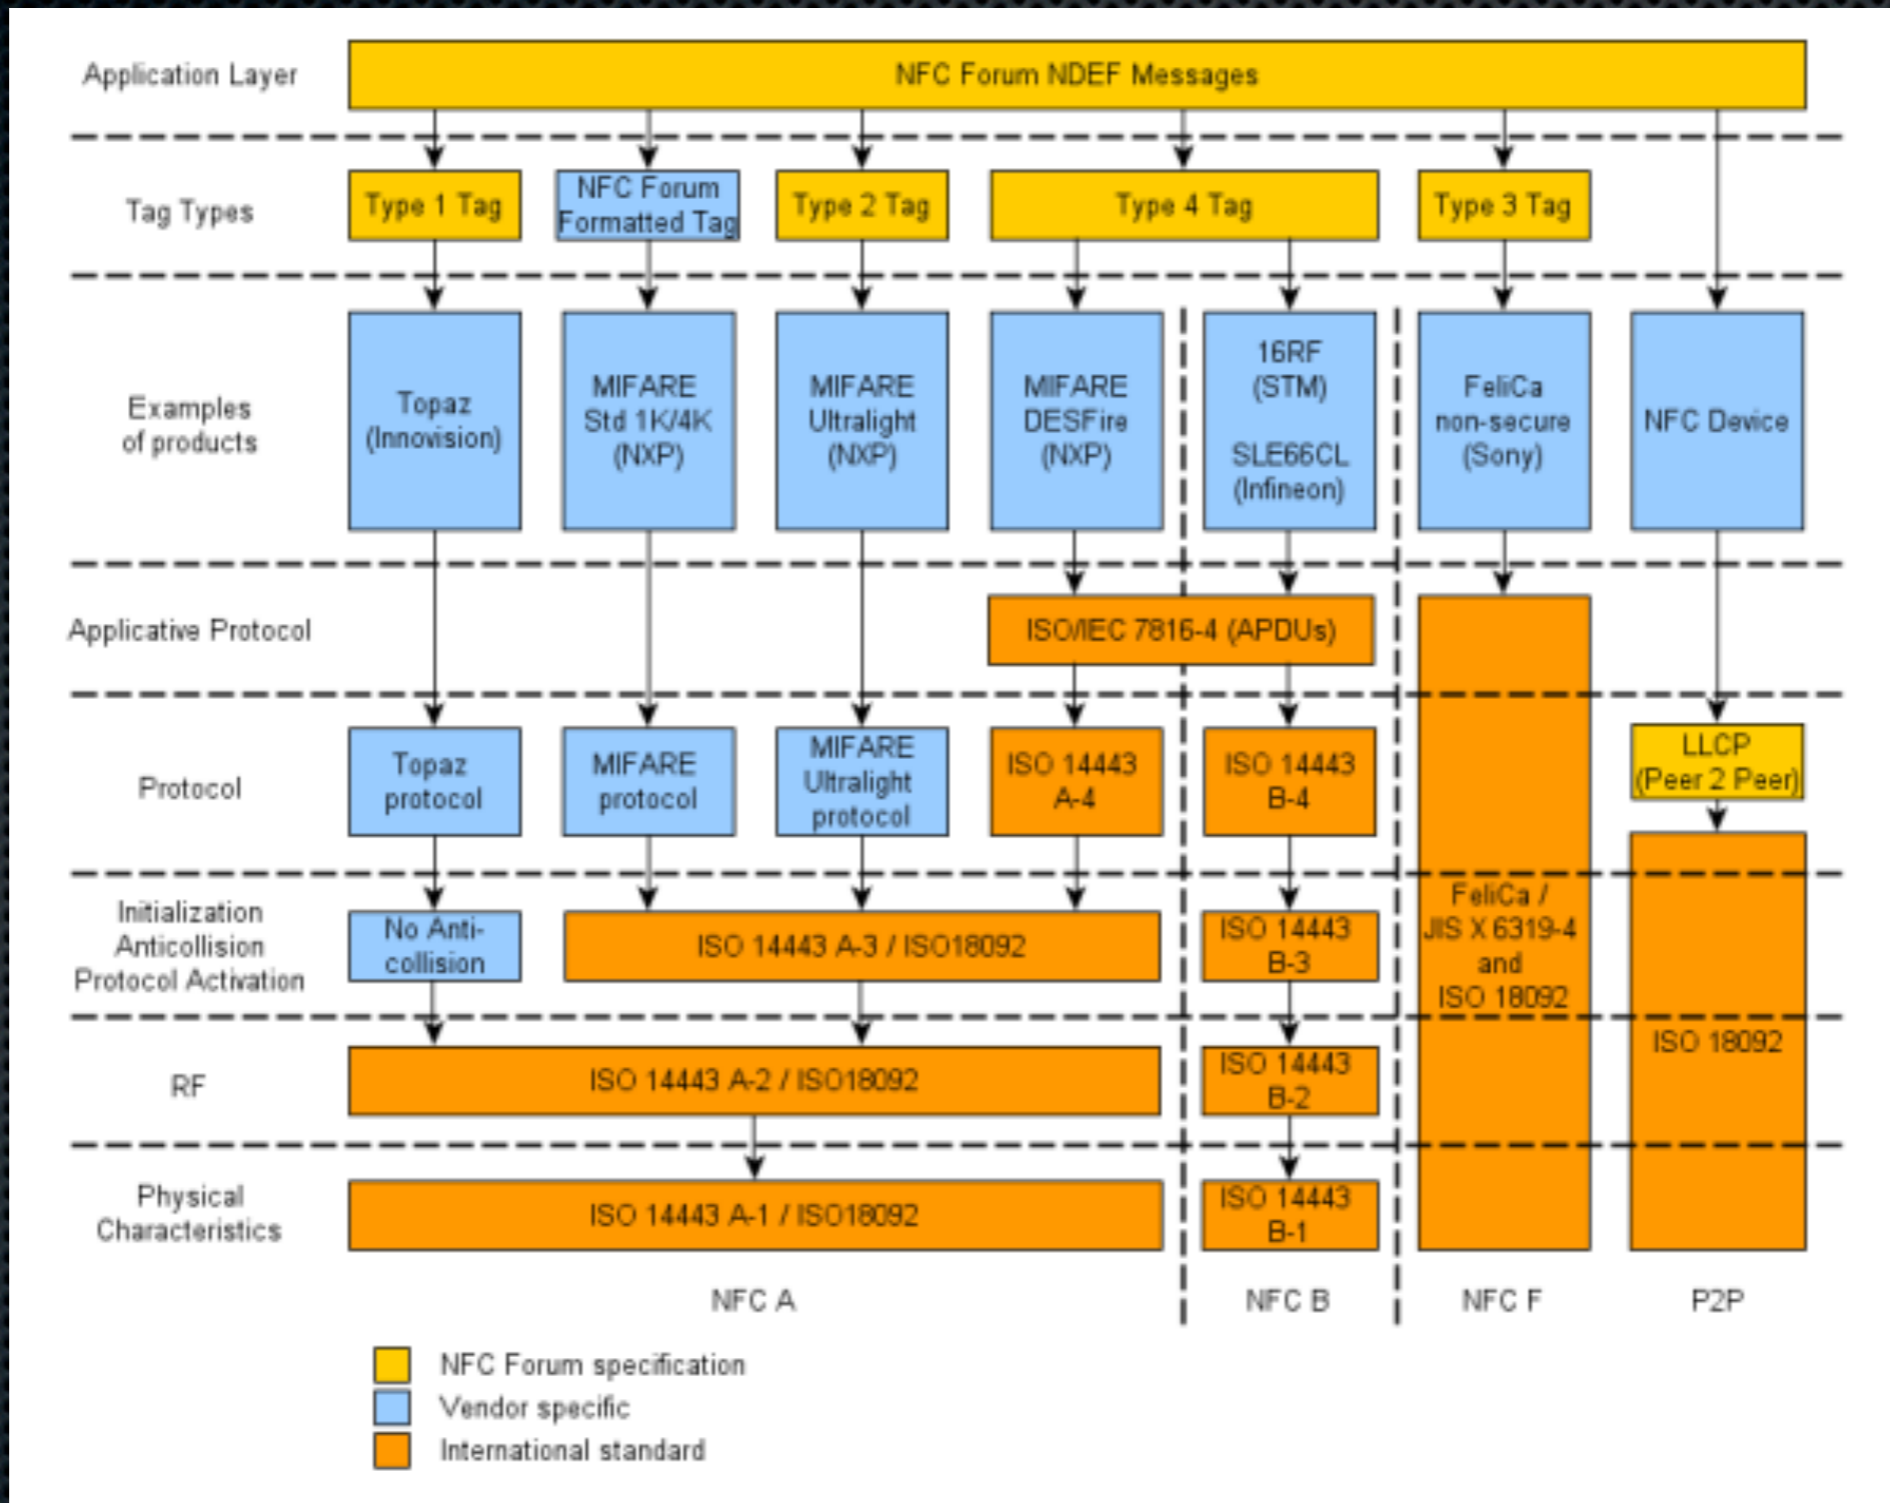 Application Layer
NFC Forum NDEF Messages
Tag Types
Type 1 Tag
NFC Forum
Formatted Tag
Type 2 Tag
Type 4 Tag
Type 3 Tag
Examples
of products
Topaz
(Innovision)
MIFARE
Std 1K/4K
(NXP)
MIFARE
Ultralight
(NXP)
MIFARE
DESFire
(NXP)
16RF
(STM)
SLE66CL
(Infineon)
FeliCa
non-secure
(Sony)
NFC Device
Applicative Protocol
ISO/IEC 7816-4 (APDUs)
Protocol
Topaz
protocol
MIFARE
protocol
MIFARE
Ultralight
protocol
ISO 14443
A-4
ISO 14443
B-4
LLCP
(Peer 2 Peer)
Initialization
Anticollision
Protocol Activation
No Anti-
collision
ISO 14443 A-3 / ISO18092
ISO 14443
B-3
FeliCa /
JIS X 6319-4
and
ISO 18092
ISO 18092
RF
ISO 14443 A-2 / ISO18092
ISO 14443
B-2
Physical
Characteristics
ISO 14443 A-1 / ISO18092
ISO 14443
B-1
NFC A
NFC B
NFC F
P2P
NFC Forum specification
Vendor specific
International standard